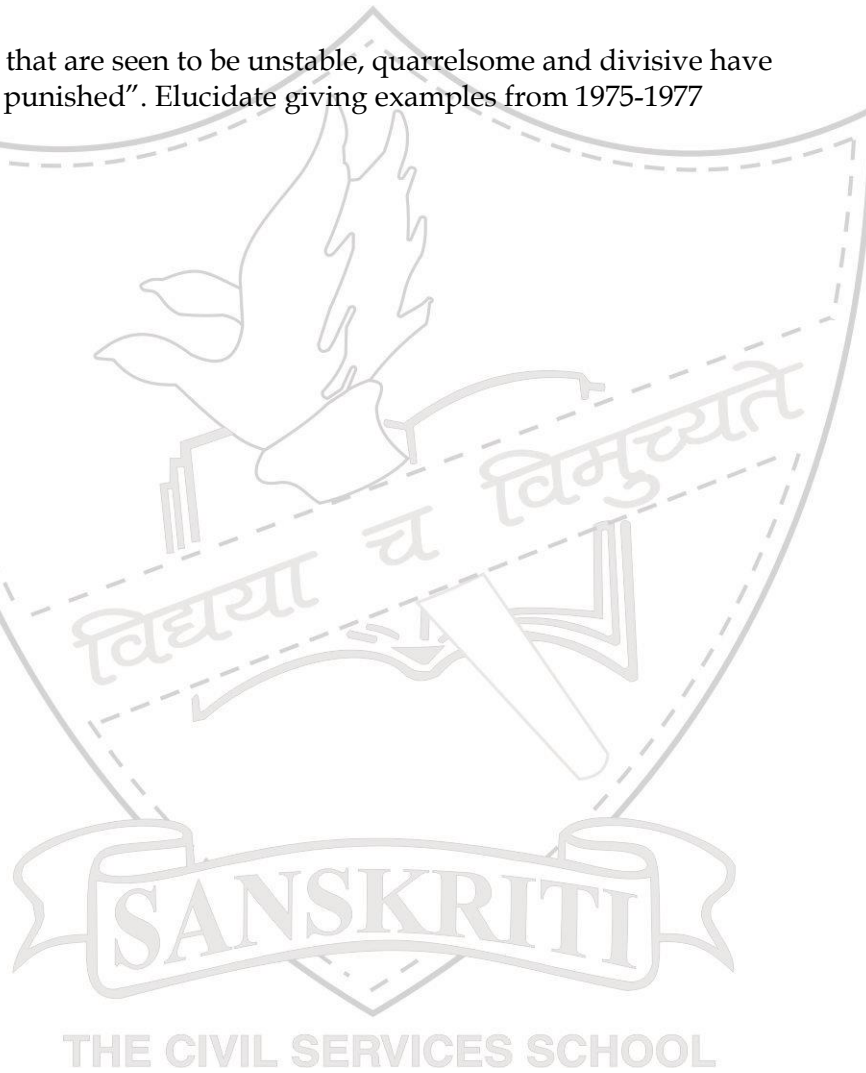 that are seen to be unstable, quarrelsome and divisive have
punished”. Elucidate giving examples from 1975-1977
विद्यया च विमुच्यते
SANSKRITI
THE CIVIL SERVICES SCHOOL